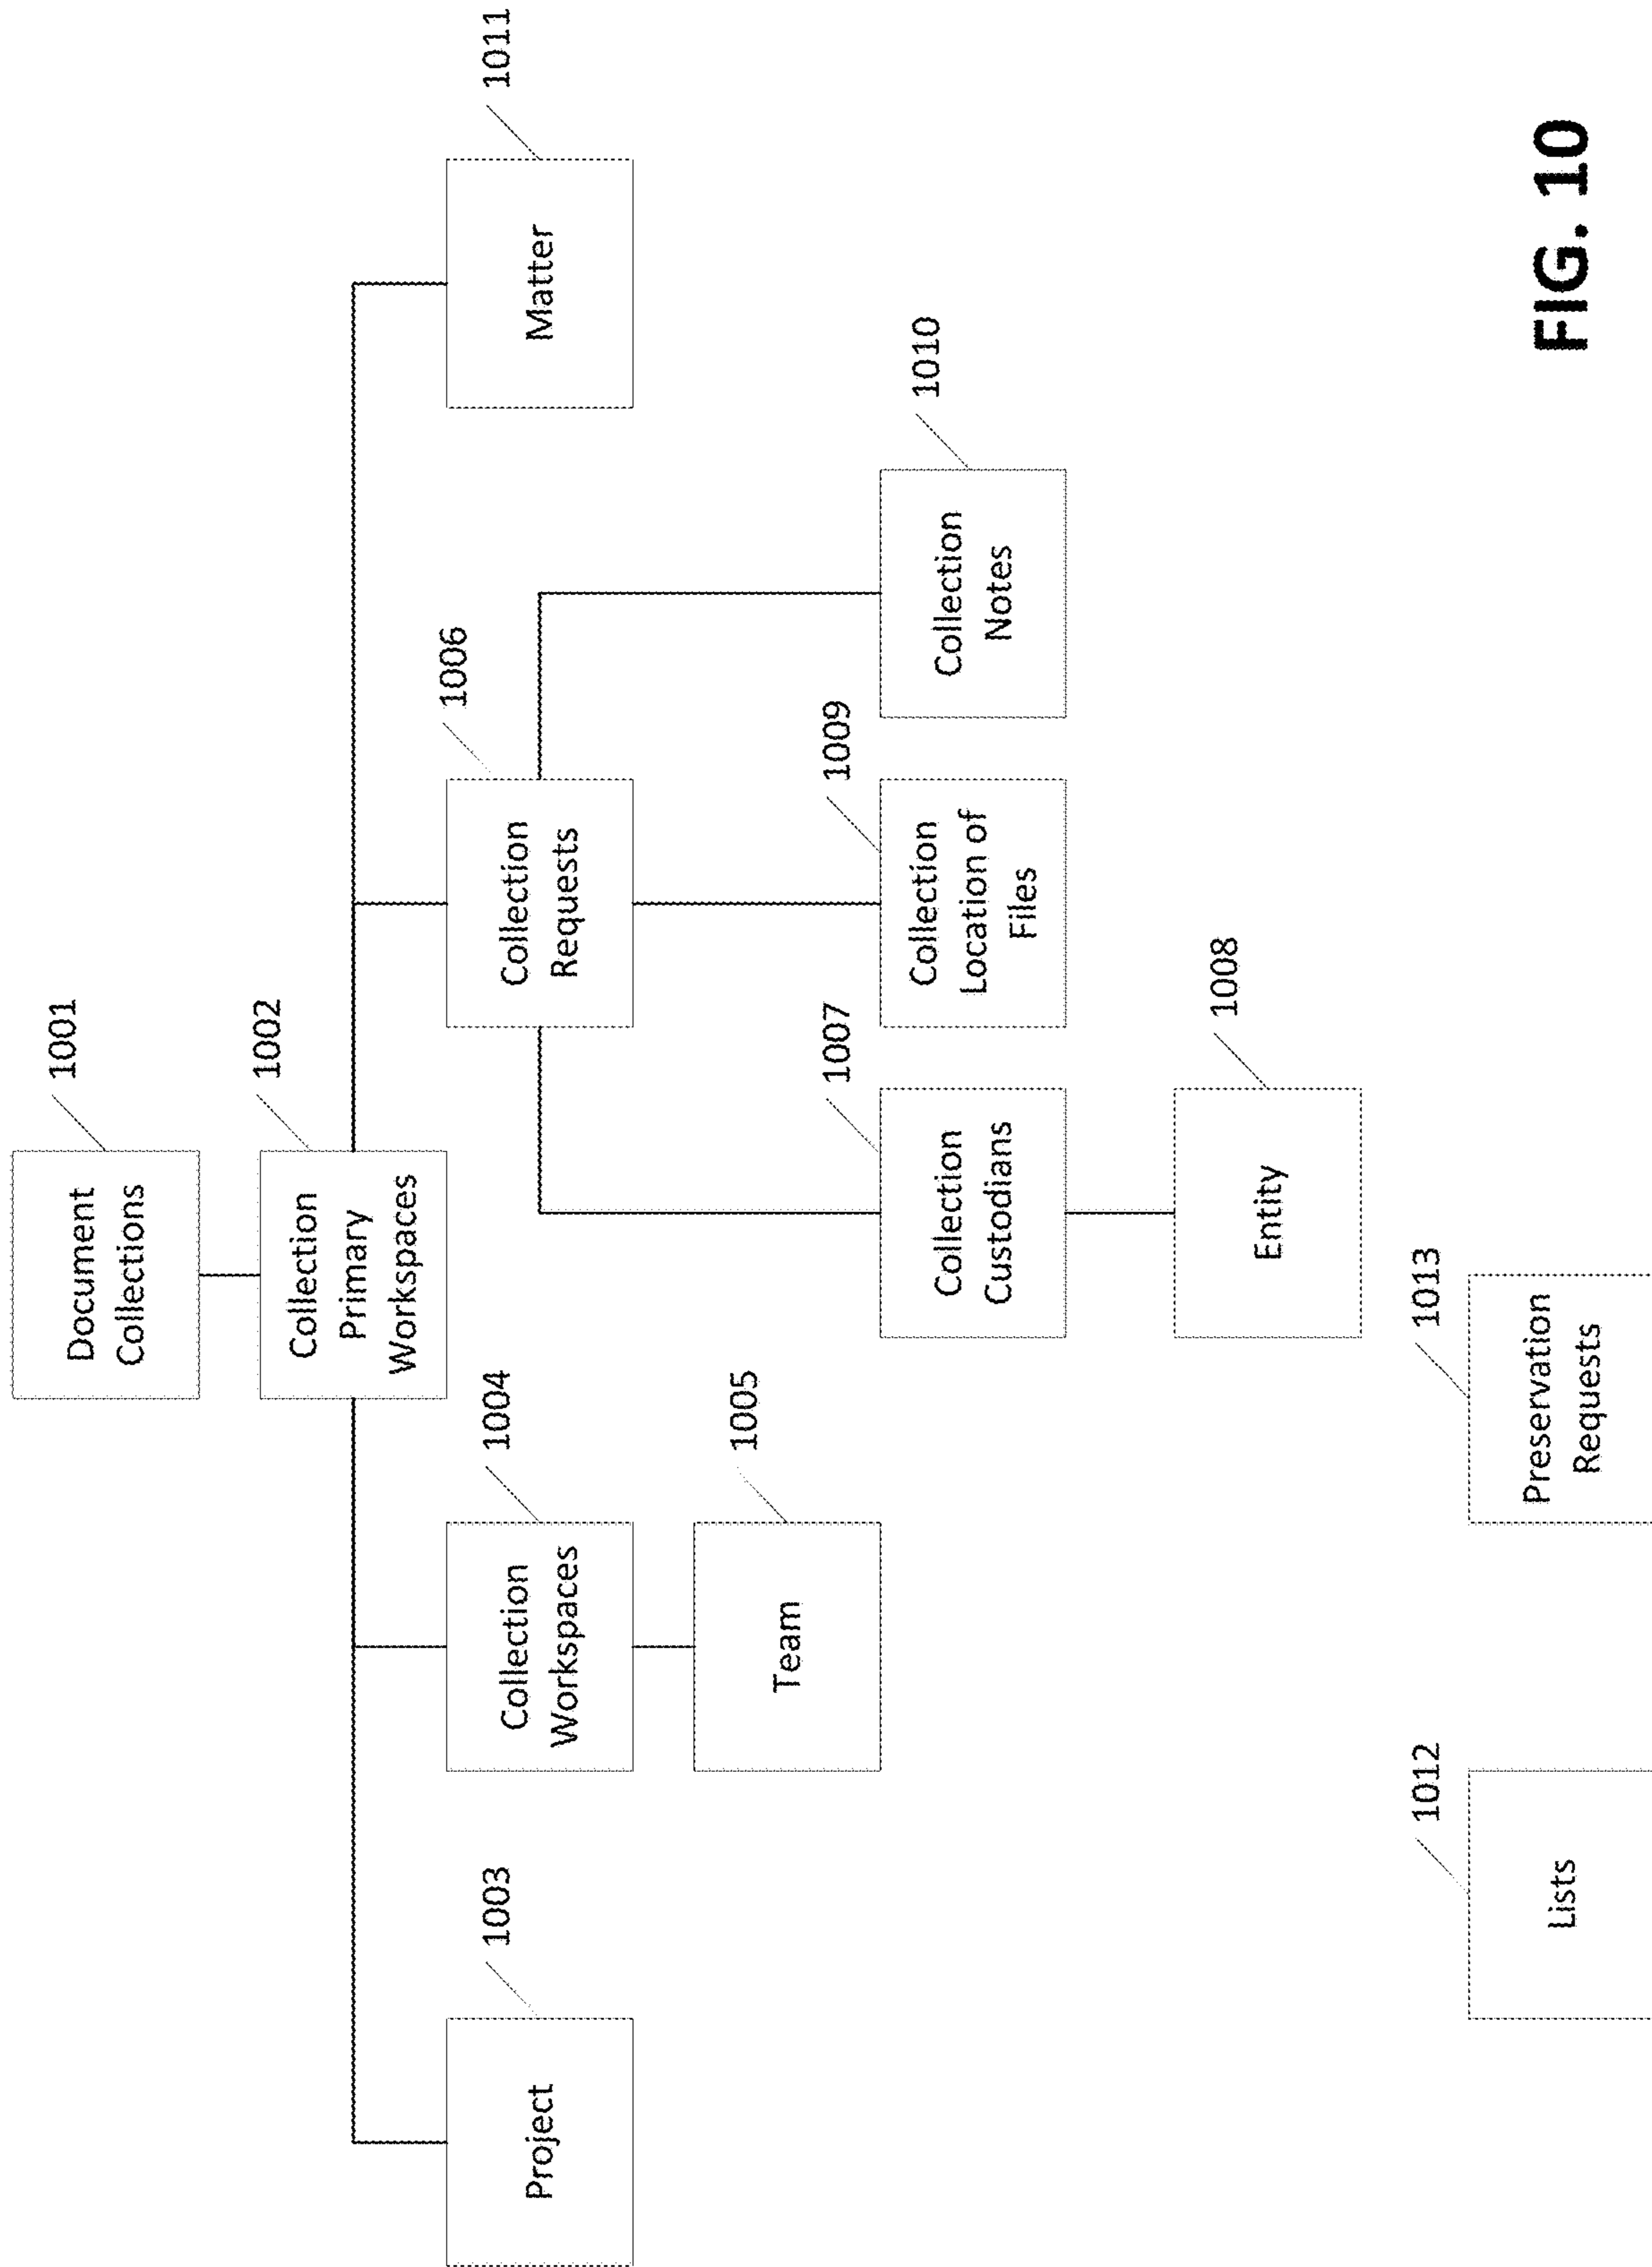 1001
Document
Collections
1002
Collection
Primary
Workspaces
1003
Project
1004
Collection
Workspaces
1005
Team
1006
Collection
Requests
1007
Collection
Custodians
1008
Entity
1009
Collection
Location of
Files
1010
Collection
Notes
1011
Matter
1012
Lists
1013
Preservation
Requests
FIG. 10